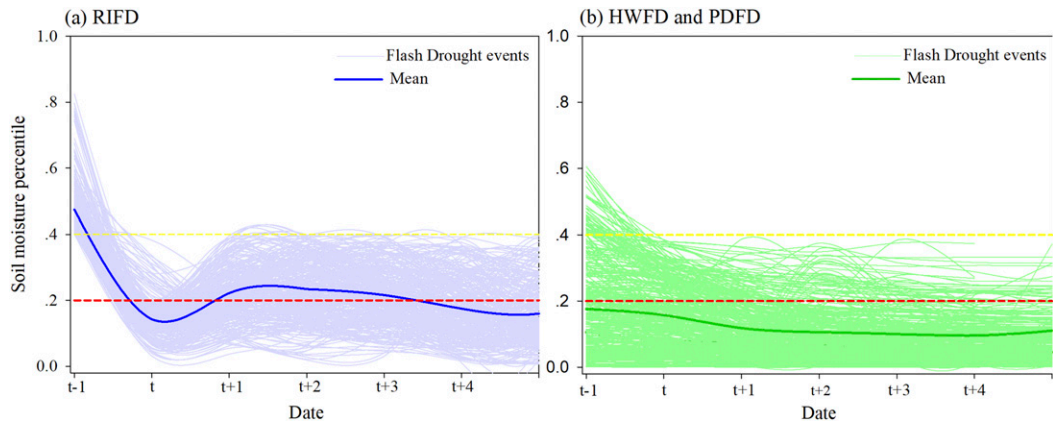 (a) RIFD
(b) HWFD and PDFD
Soil moisture percentile
1.0
.8
.6
.4
.2
0.0
Flash Drought events
Mean
t-1
t
t+1
t+2
t+3
t+4
Date
1.0
.8
.6
.4
.2
0.0
Flash Drought events
Mean
t-1
t
t+1
t+2
t+3
t+4
Date